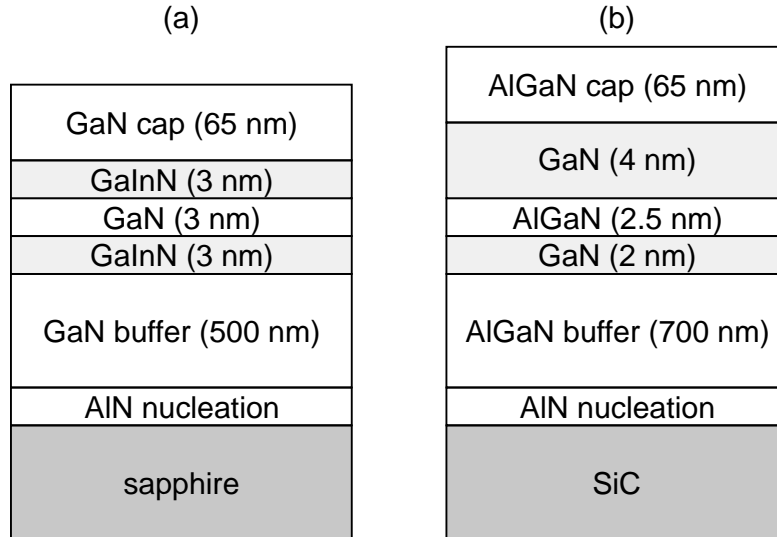 (a)
GaN cap (65 nm)
GaInN (3 nm)
GaN (3 nm)
GaInN (3 nm)
GaN buffer (500 nm)
AlN nucleation
sapphire
(b)
AlGaN cap (65 nm)
GaN (4 nm)
AlGaN (2.5 nm)
GaN (2 nm)
AlGaN buffer (700 nm)
AlN nucleation
SiC